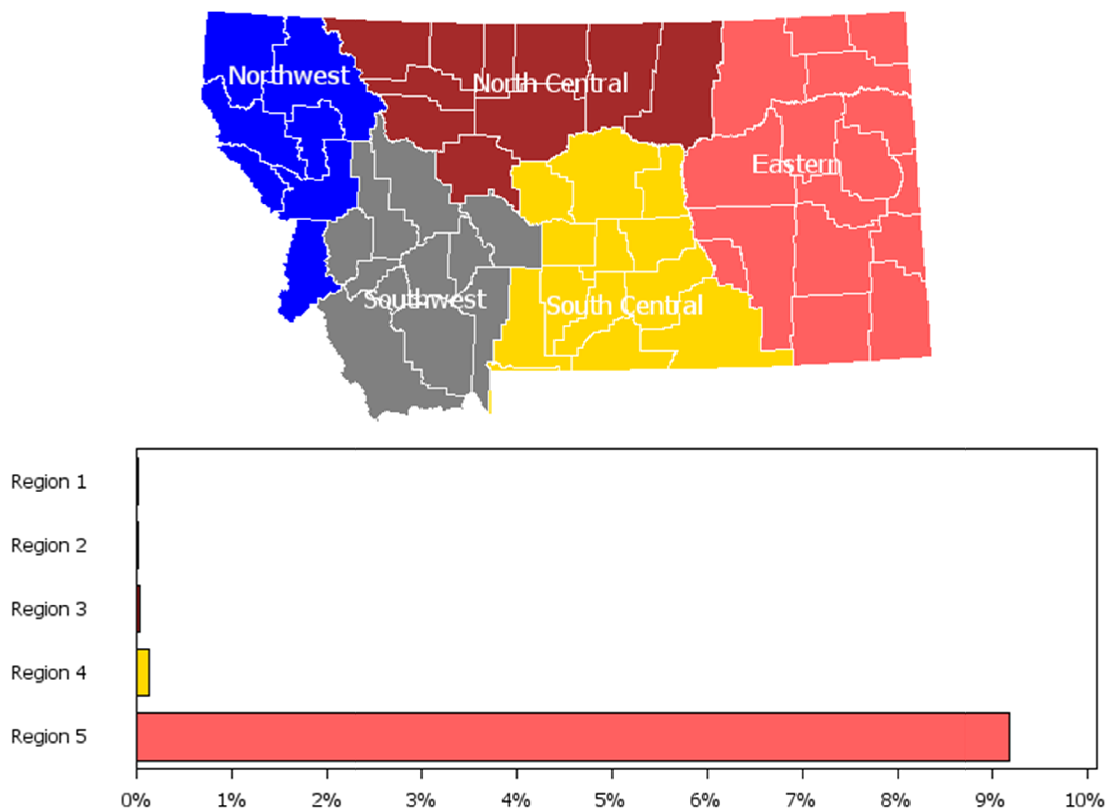 Northwest
North Central
Eastern
Southwest
South Central
Region 1
Region 2
Region 3
Region 4
Region 5
0% 1% 2% 3% 4% 5% 6% 7% 8% 9% 10%